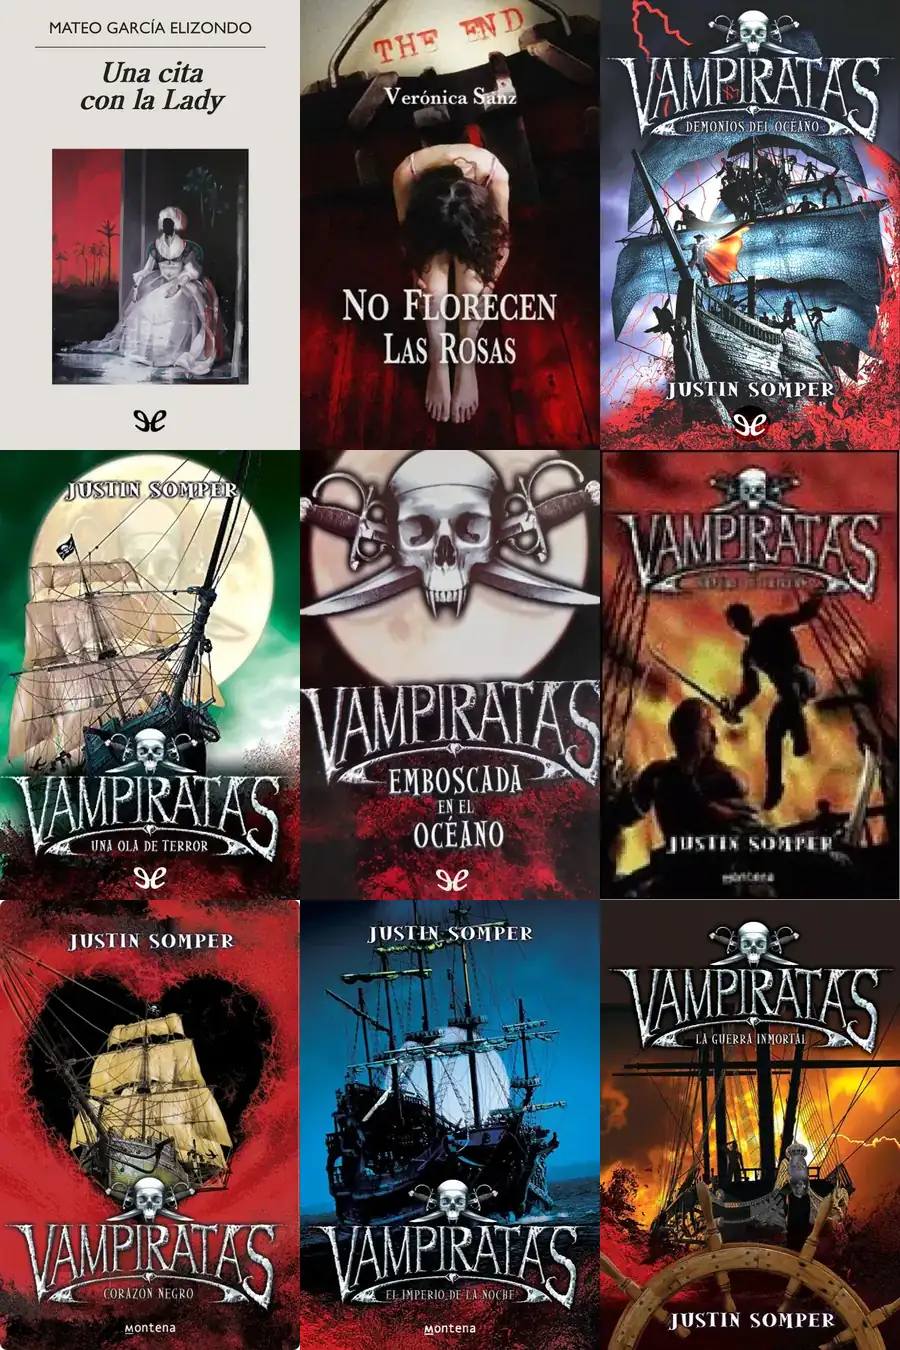 MATEO GARCÍA ELIZONDO
Una cita
con la Lady
THE END
Verónica Sanz
NO FLORECEN
LAS ROSAS
VAMPIRATAS
DEMONIOS DEL OCÉANO
JUSTIN SOMPER
JUSTIN SOMPER
VAMPIRATAS
UNA OLA DE TERROR
VAMPIRATAS
EMBOSCADA
EN EL
OCÉANO
VAMPIRATAS
JUSTIN SOMPER
Montena
JUSTIN SOMPER
VAMPIRATAS
CORAZÓN NEGRO
Montena
JUSTIN SOMPER
VAMPIRATAS
EL IMPERIO DE LA NOCHE
Montena
VAMPIRATAS
LA GUERRA INMORTAL
JUSTIN SOMPER